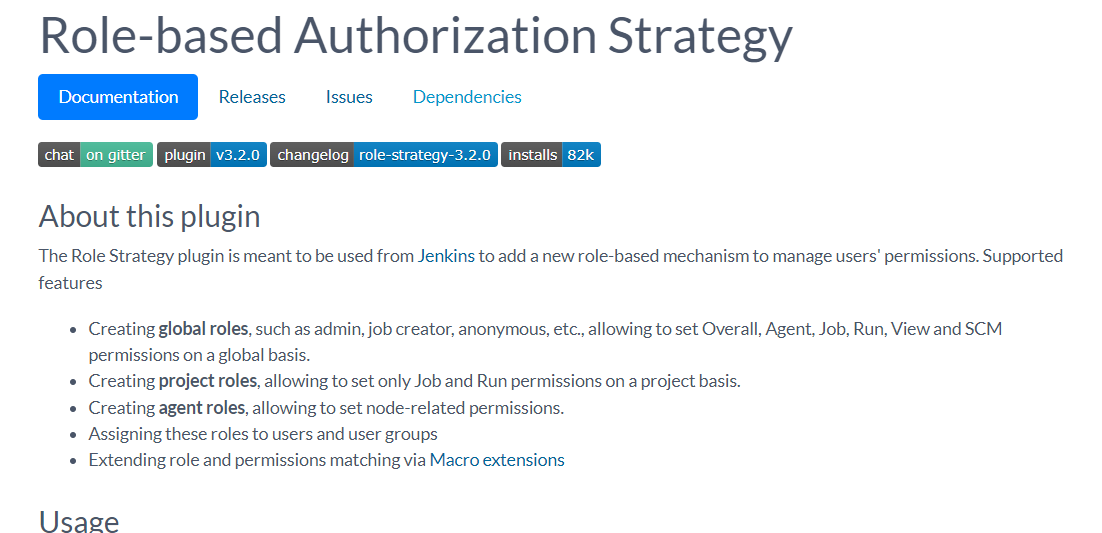 Role-based Authorization Strategy
Documentation Releases Issues Dependencies
chat on gitter plugin v3.2.0 changelog role-strategy-3.2.0 installs 82k
About this plugin
The Role Strategy plugin is meant to be used from Jenkins to add a new role-based mechanism to manage users' permissions. Supported
features
• Creating global roles, such as admin, job creator, anonymous, etc., allowing to set Overall, Agent, Job, Run, View and SCM
permissions on a global basis.
• Creating project roles, allowing to set only Job and Run permissions on a project basis.
• Creating agent roles, allowing to set node-related permissions.
• Assigning these roles to users and user groups
• Extending role and permissions matching via Macro extensions
Usage